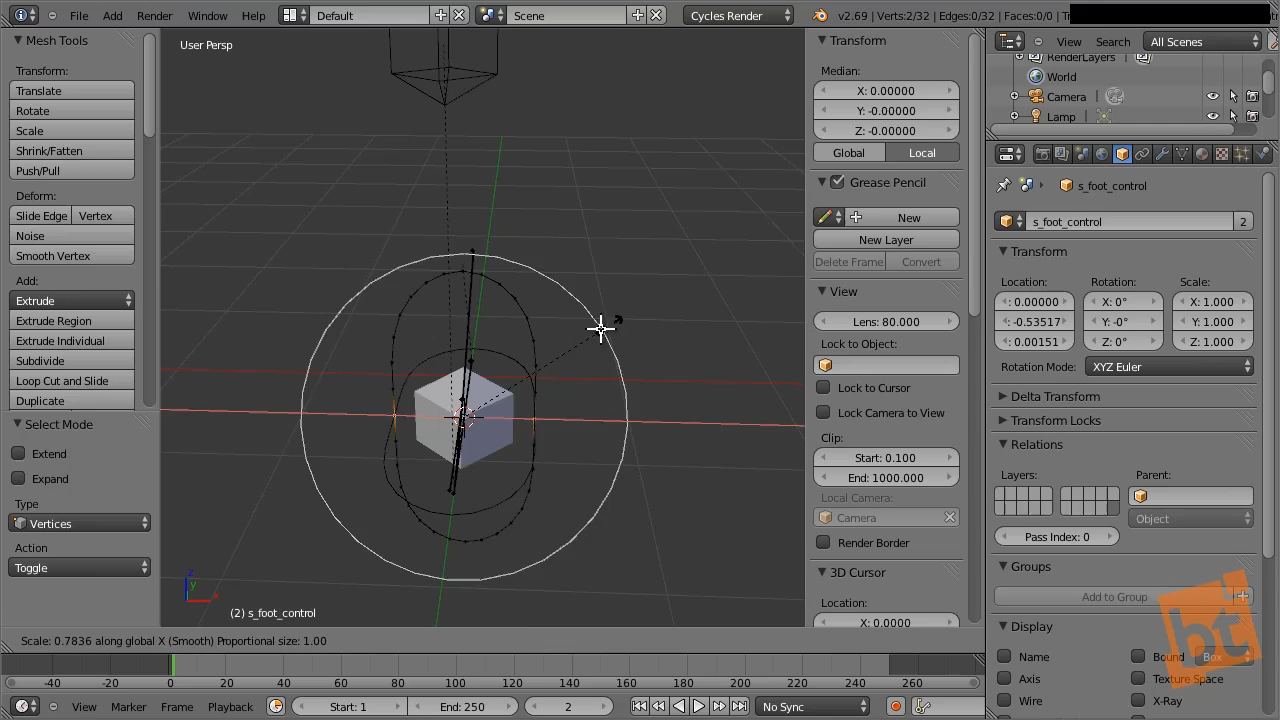 File Add Render Window Help Default Scene Cycles Render v2.69 | Verts:2/32 | Edges:0/32 | Faces:0/0 | Tr
Mesh Tools
Transform:
Translate
Rotate
Scale
Shrink/Fatten
Push/Pull
Deform:
Slide Edge Vertex
Noise
Smooth Vertex
Add:
Extrude
Extrude Region
Extrude Individual
Subdivide
Loop Cut and Slide
Duplicate
Select Mode
Extend
Expand
Type
Vertices
Action
Toggle
User Persp
z
y
x
(2) s_foot_control
Scale: 0.7836 along global X (Smooth) Proportional size: 1.00
Transform
Median:
X: 0.00000
Y: -0.00000
Z: -0.00000
Global Local
Grease Pencil
New
New Layer
Delete Frame Convert
View
Lens: 80.000
Lock to Object:
Lock to Cursor
Lock Camera to View
Clip:
Start: 0.100
End: 1000.000
Local Camera:
Camera
Render Border
3D Cursor
Location:
X: 0.0000
View Search All Scenes
RenderLayers
World
Camera
Lamp
s_foot_control
s_foot_control 2
Transform
Location: Rotation: Scale:
: 0.00000 X: 0° X: 1.000
: -0.53517 Y: -0° Y: 1.000
: 0.00151 Z: 0° Z: 1.000
Rotation Mode: XYZ Euler
Delta Transform
Transform Locks
Relations
Layers: Parent:
Object
Pass Index: 0
Groups
Add to Group
Display
Name Bound Box
Axis Texture Space
Wire X-Ray
bt
-40 -20 0 20 40 60 80 100 120 140 160 180 200 220 240 260
View Marker Frame Playback Start: 1 End: 250 2 No Sync